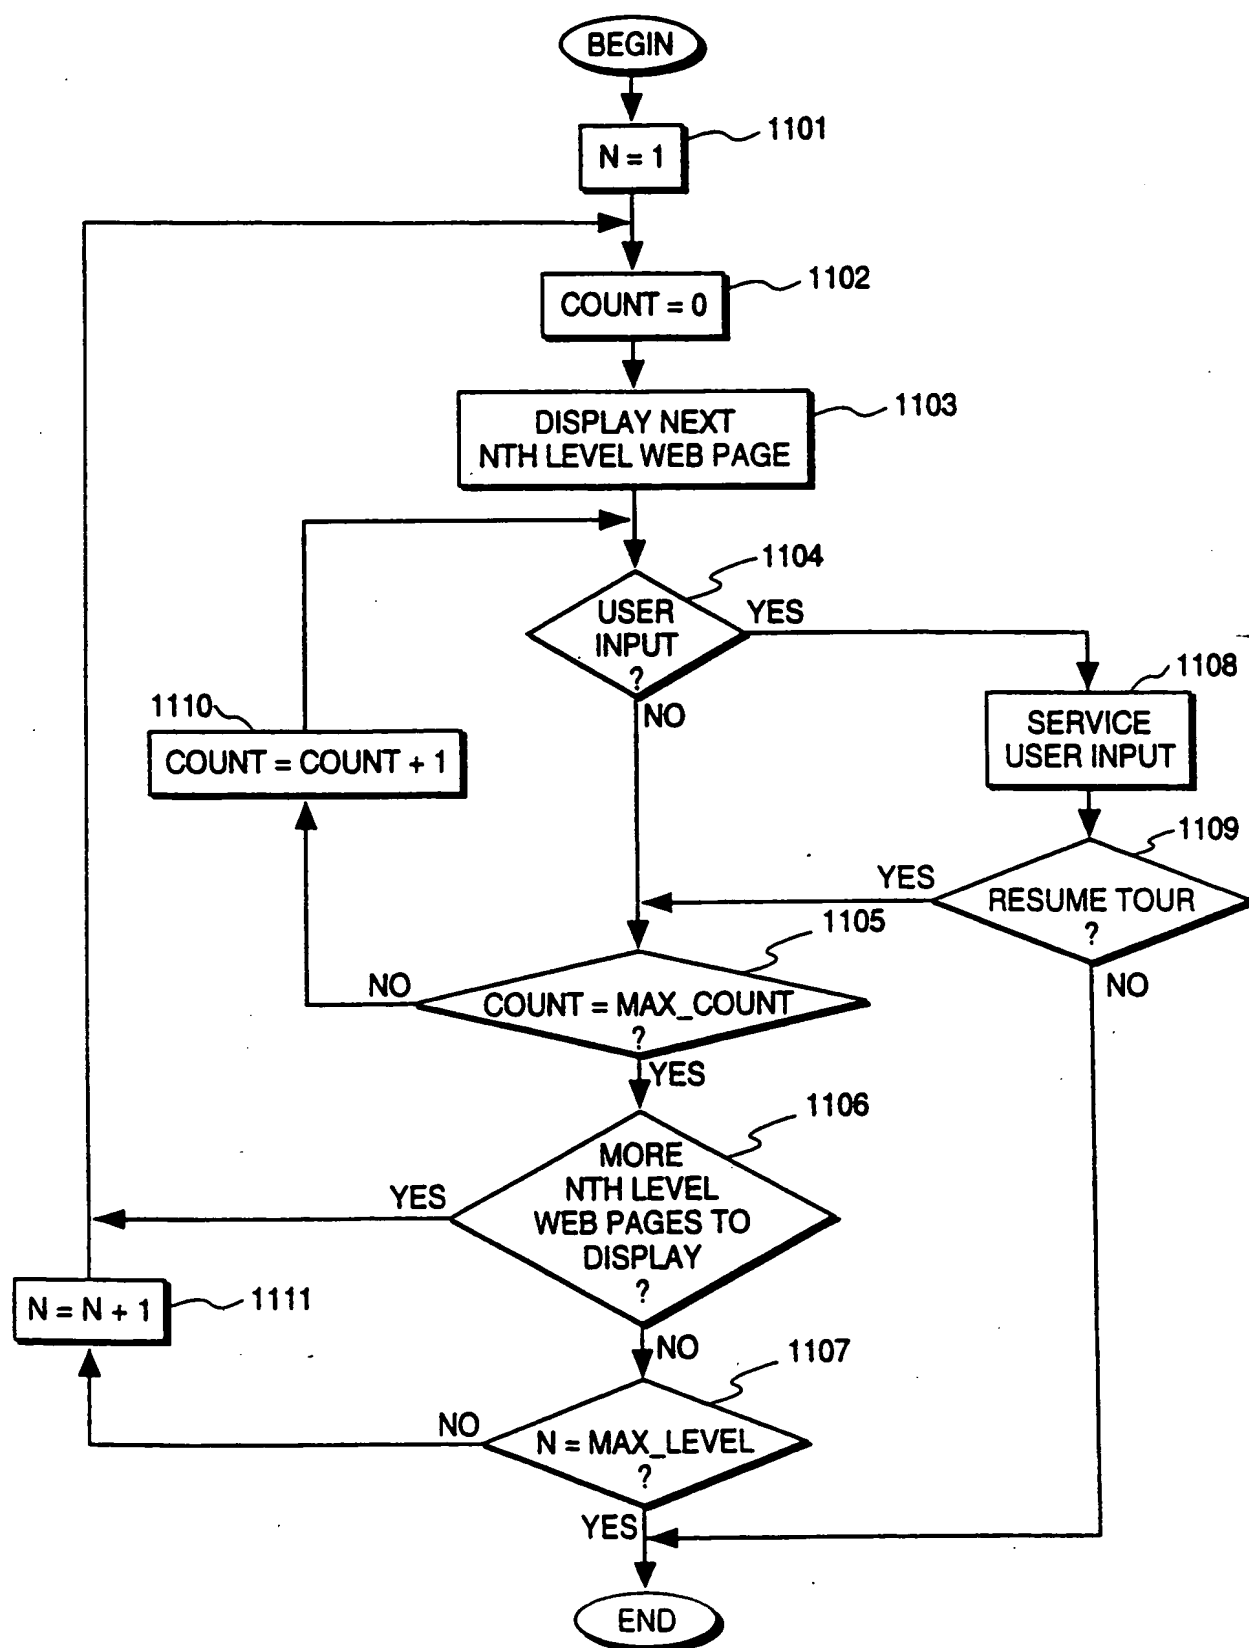 BEGIN
1101
N = 1
1102
COUNT = 0
1103
DISPLAY NEXT
NTH LEVEL WEB PAGE
1104
USER
INPUT
?
YES
NO
1108
SERVICE
USER INPUT
1110
COUNT = COUNT + 1
1109
RESUME TOUR
?
YES
NO
1105
COUNT = MAX_COUNT
?
NO
YES
1106
MORE
NTH LEVEL
WEB PAGES TO
DISPLAY
?
YES
NO
N = N + 1
1111
1107
N = MAX_LEVEL
?
NO
YES
END